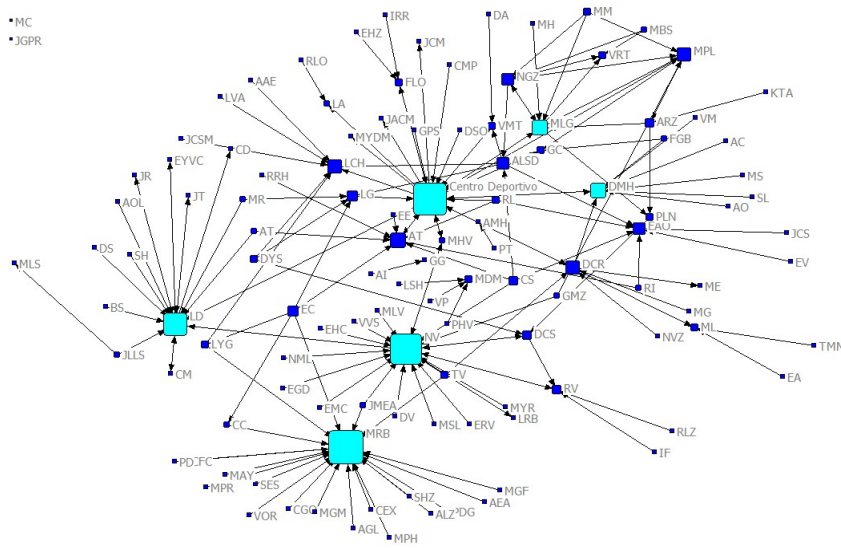 MC
JGPR
IRR
DA
MH
MM
MBS
EHZ
JCM
VRT
MPL
RLO
CMP
NGZ
AAE
FLO
KTA
LVA
LA
JACM
GPS
DSO
VMT
MLG
ARZ
VM
MYDM
FGB
JCSM
CD
GC
AC
EYVC
LCH
ALSD
JR
RRH
MS
AOL
JT
MR
LG
Centro Deportivo
RL
DMH
SL
AO
EE
AMH
PLN
AT
EAO
JCS
DS
SH
AT
MHV
PT
DYS
GG
EV
MLS
AI
DCR
LSH
MDM
CS
RI
ME
BS
VP
GMZ
EC
MLV
MG
LD
EHC
VVS
NV
PHV
ML
DCS
NVZ
LYG
TMN
JLLS
NML
CM
TV
EA
EGD
RV
EMC
JMEA
MYR
DV
LRB
CC
MSL
ERV
RLZ
MRB
IF
MAY
MPR
SES
MGF
SHZ
AEA
VOR
CGC
MGM
CEX
ALZ
AGL
MPH